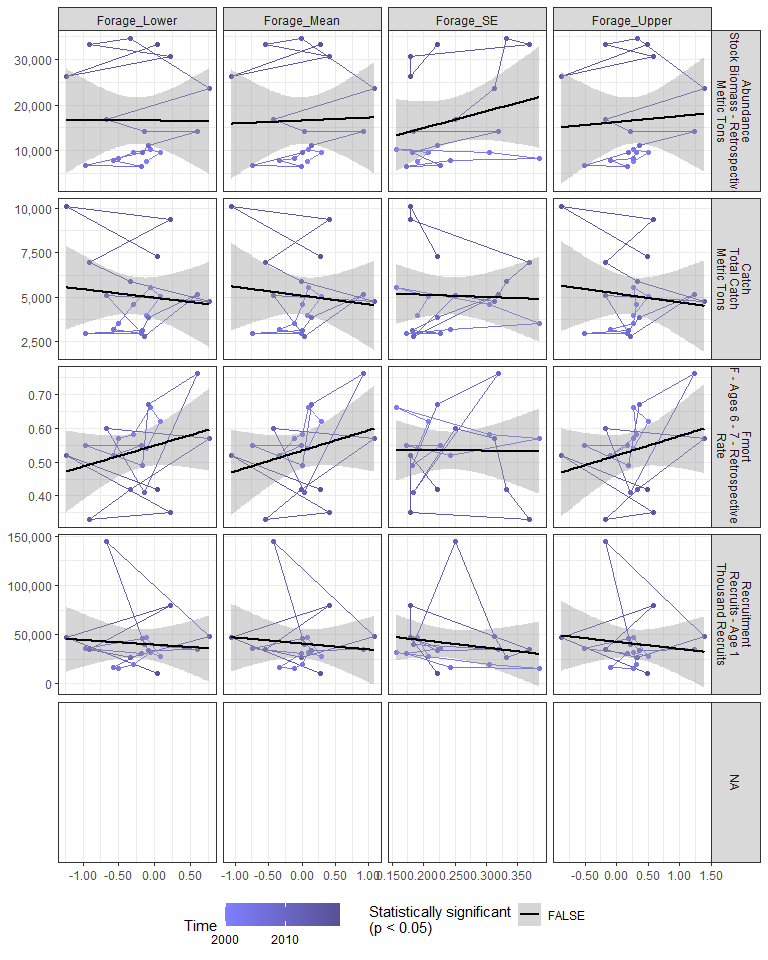 Forage_Lower Forage_Mean Forage_SE Forage_Upper
30,000
20,000
10,000
Abundance
Stock Biomass - Retrospectiv
Metric Tons
10,000
7,500
5,000
2,500
Catch
Total Catch
Metric Tons
0.70
0.60
0.50
0.40
Fmort
F - Ages 6 - 7 - Retrospective
Rate
150,000
100,000
50,000
0
Recruitment
Recruits - Age 1
Thousand Recruits
NA
-1.00 -0.50 0.00 -1.00 -0.50 0.00 0.50 1.00 0.150 0.200 0.250 0.300 0.350 -0.50 0.00 0.50 1.00 1.50
Time
2000 2010
Statistically significant
(p < 0.05)
FALSE